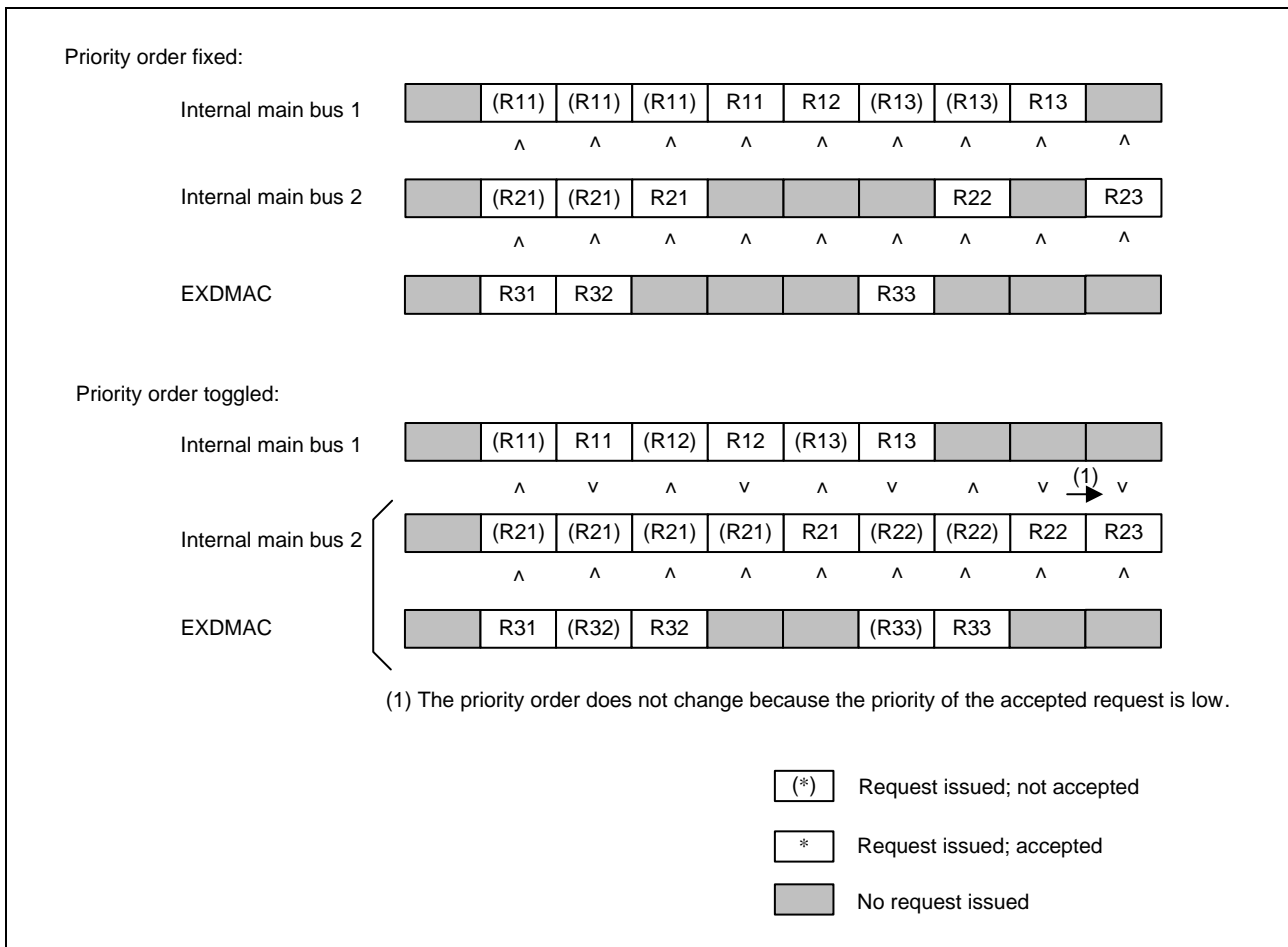 Priority order fixed:
Internal main bus 1 (R11) (R11) (R11) R11 R12 (R13) (R13) R13
^ ^ ^ ^ ^ ^ ^ ^ ^
Internal main bus 2 (R21) (R21) R21 R22 R23
^ ^ ^ ^ ^ ^ ^ ^ ^
EXDMAC R31 R32 R33
Priority order toggled:
Internal main bus 1 (R11) R11 (R12) R12 (R13) R13
^ v ^ v ^ v ^ v (1) v
Internal main bus 2 (R21) (R21) (R21) (R21) R21 (R22) (R22) R22 R23
^ ^ ^ ^ ^ ^ ^ ^ ^
EXDMAC R31 (R32) R32 (R33) R33
(1) The priority order does not change because the priority of the accepted request is low.
(*) Request issued; not accepted
* Request issued; accepted
No request issued